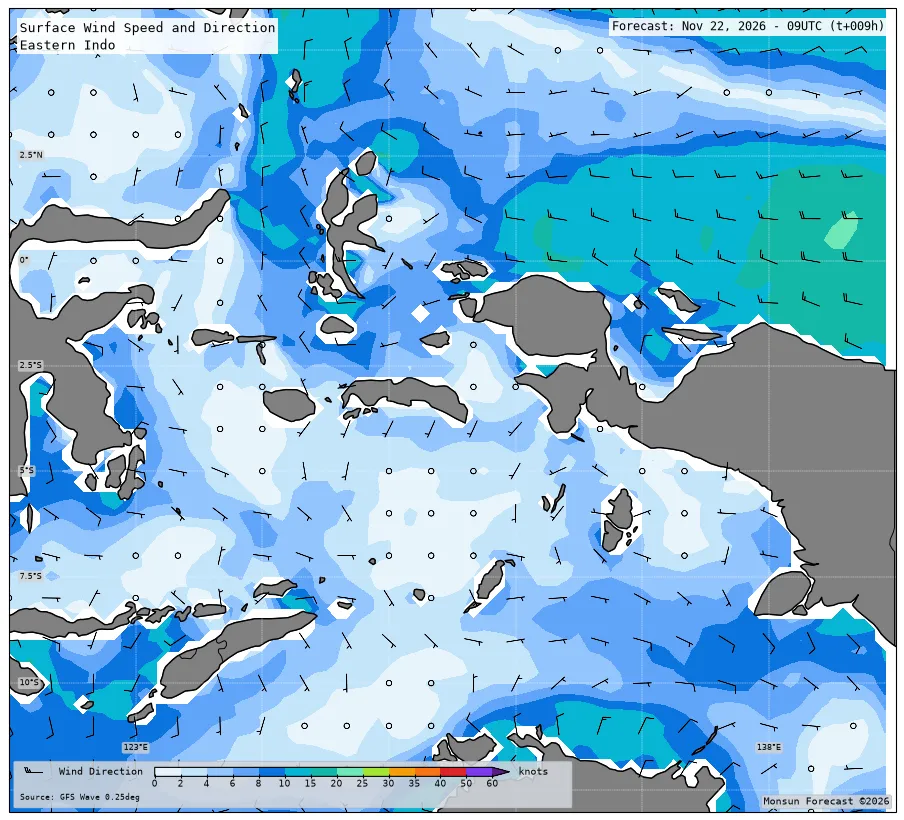 Surface Wind Speed and Direction
Eastern Indo
Forecast: Nov 22, 2026 - 09UTC (t+009h)
2.5°N
0°
2.5°S
5°S
7.5°S
10°S
123°E
138°E
Wind Direction
0 2 4 6 8 10 15 20 25 30 35 40 50 60
knots
Source: GFS Wave 0.25deg
Monsun Forecast ©2026